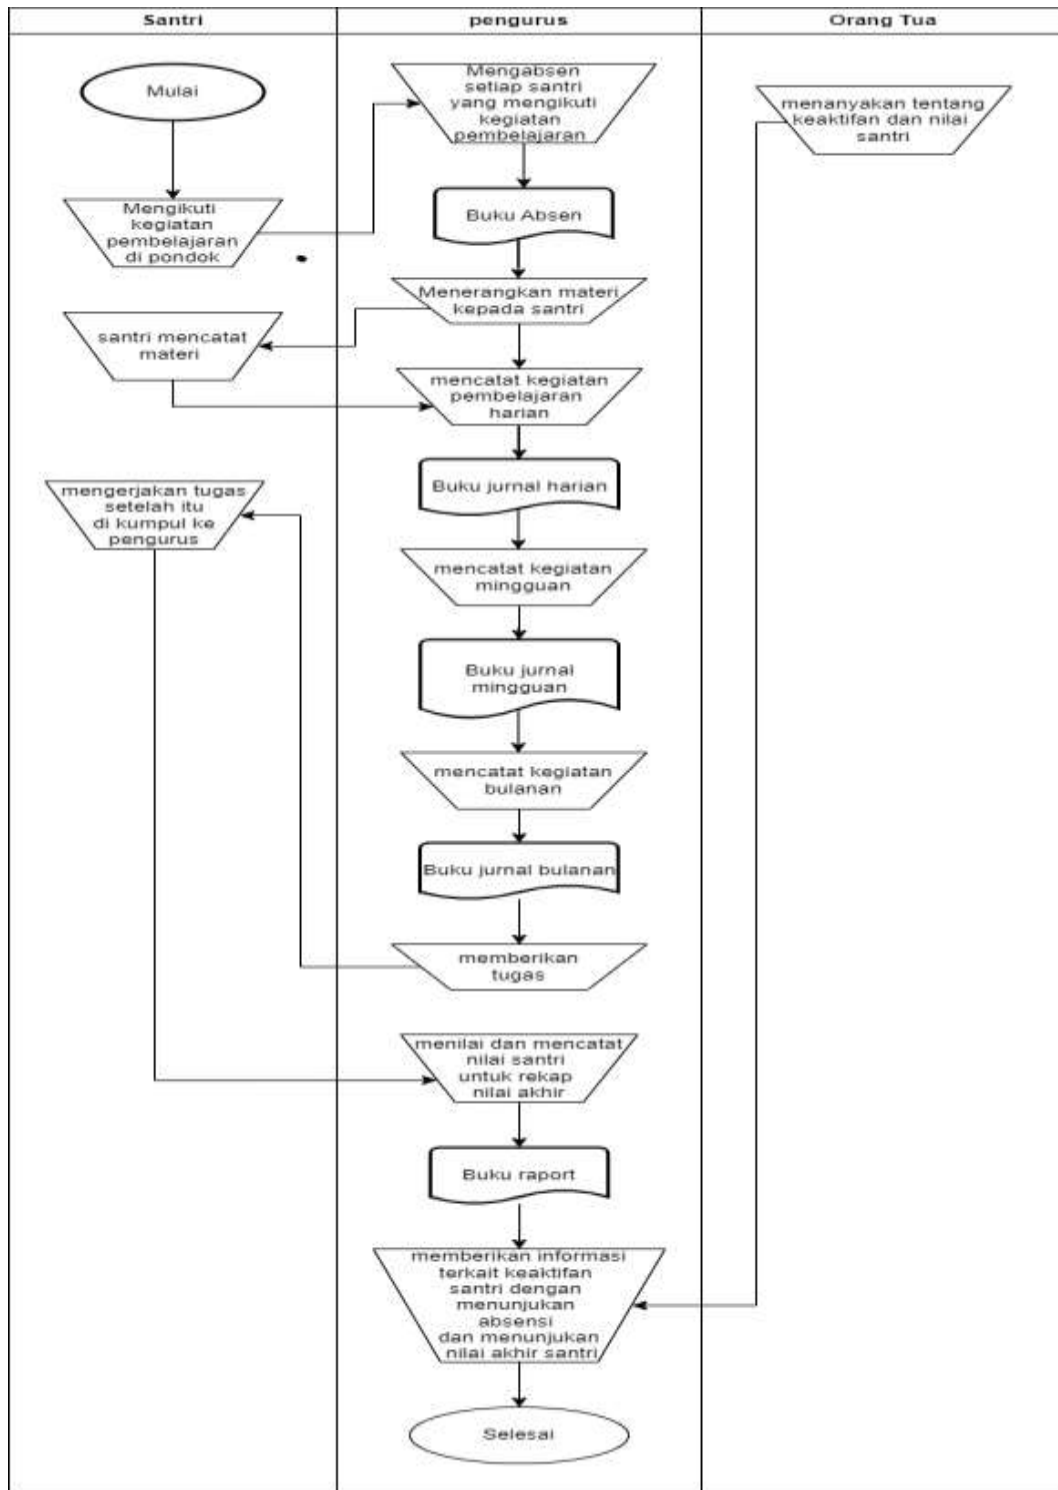 Santri
pengurus
Orang Tua
Mulai
Mengabsen
setiap santri
yang mengikuti
kegiatan
pembelajaran
menanyakan tentang
keaktifan dan nilai
santri
Mengikuti
kegiatan
pembelajaran
di pondok
Buku Absen
Menerangkan materi
kepada santri
santri mencatat
materi
mencatat kegiatan
pembelajaran
harian
Buku jurnal harian
mengerjakan tugas
setelah itu
di kumpul ke
pengurus
mencatat kegiatan
mingguan
Buku jurnal
mingguan
mencatat kegiatan
bulanan
Buku jurnal bulanan
memberikan
tugas
menilai dan mencatat
nilai santri
untuk rekap
nilai akhir
Buku raport
memberikan informasi
terkait keaktifan
santri dengan
menunjukan
absensi
dan menunjukan
nilai akhir santri
Selesai